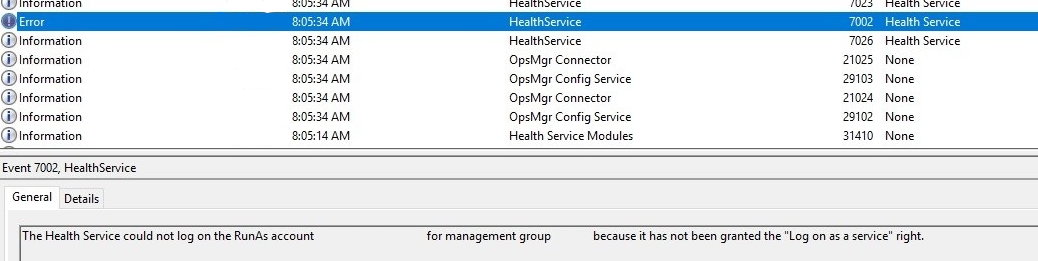 Information 8:05:34 AM HealthService 7023 Health Service
Error 8:05:34 AM HealthService 7002 Health Service
Information 8:05:34 AM HealthService 7026 Health Service
Information 8:05:34 AM OpsMgr Connector 21025 None
Information 8:05:34 AM OpsMgr Config Service 29103 None
Information 8:05:34 AM OpsMgr Connector 21024 None
Information 8:05:34 AM OpsMgr Config Service 29102 None
Information 8:05:14 AM Health Service Modules 31410 None
Event 7002, HealthService
General Details
The Health Service could not log on the RunAs account for management group because it has not been granted the "Log on as a service" right.